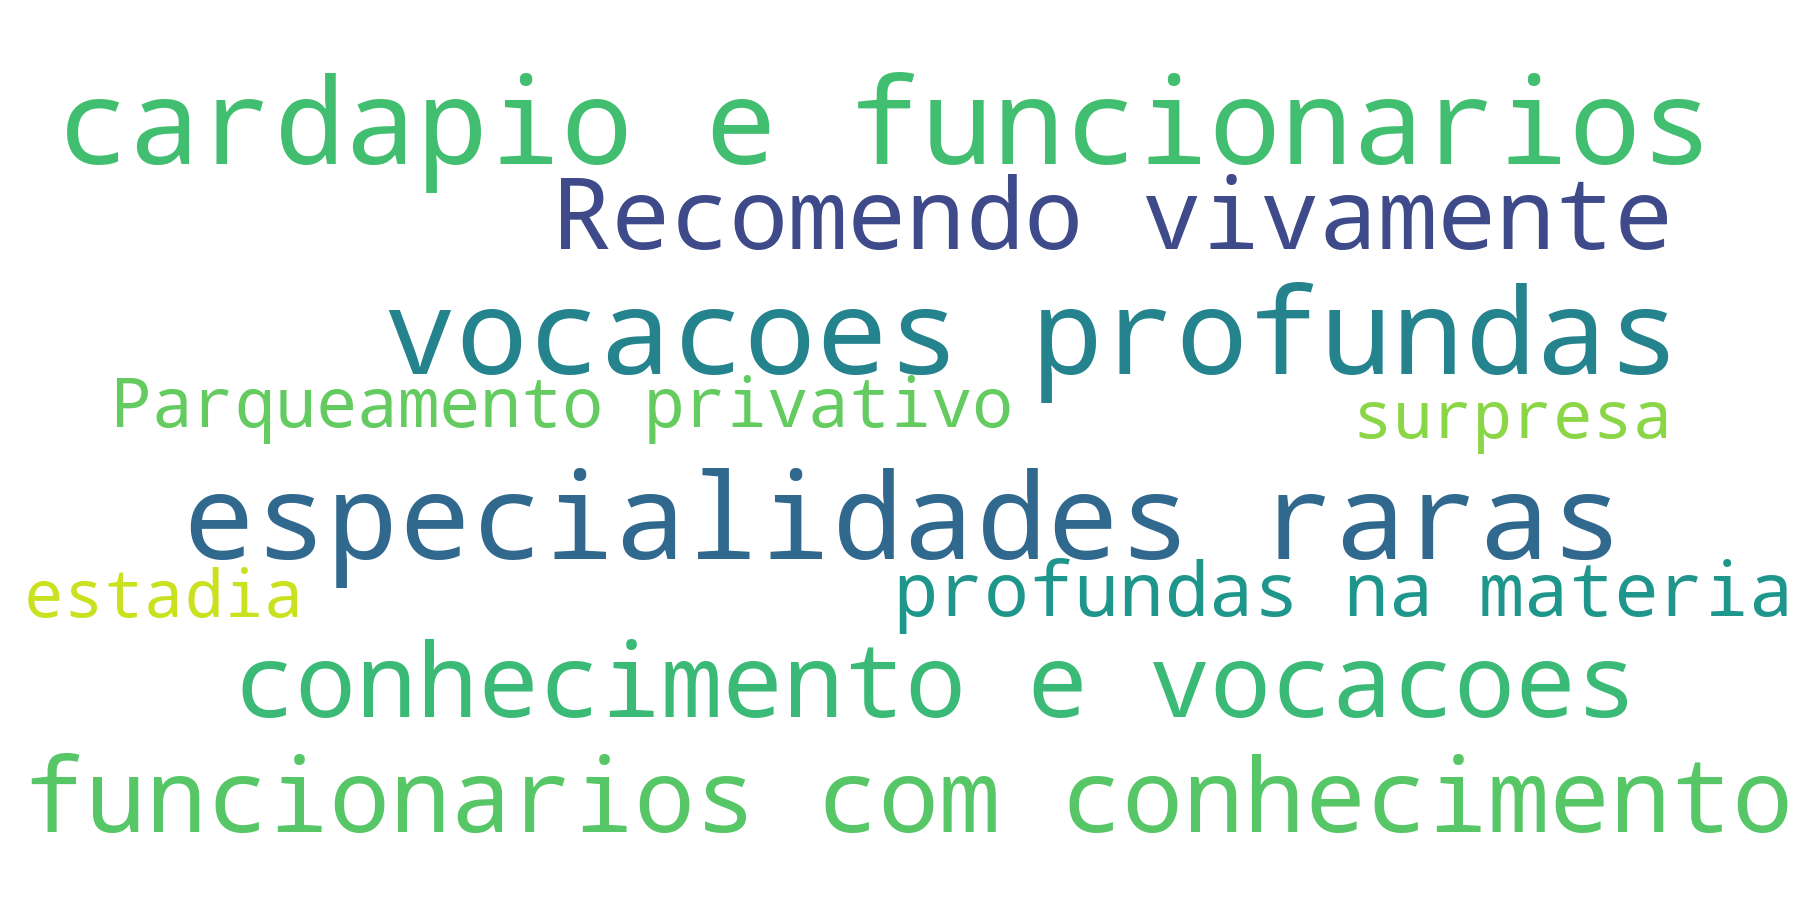 cardapio e funcionarios
Recomendo vivamente
vocacoes profundas
Parqueamento privativo
surpresa
especialidades raras
estadia
profundas na materia
conhecimento e vocacoes
funcionarios com conhecimento